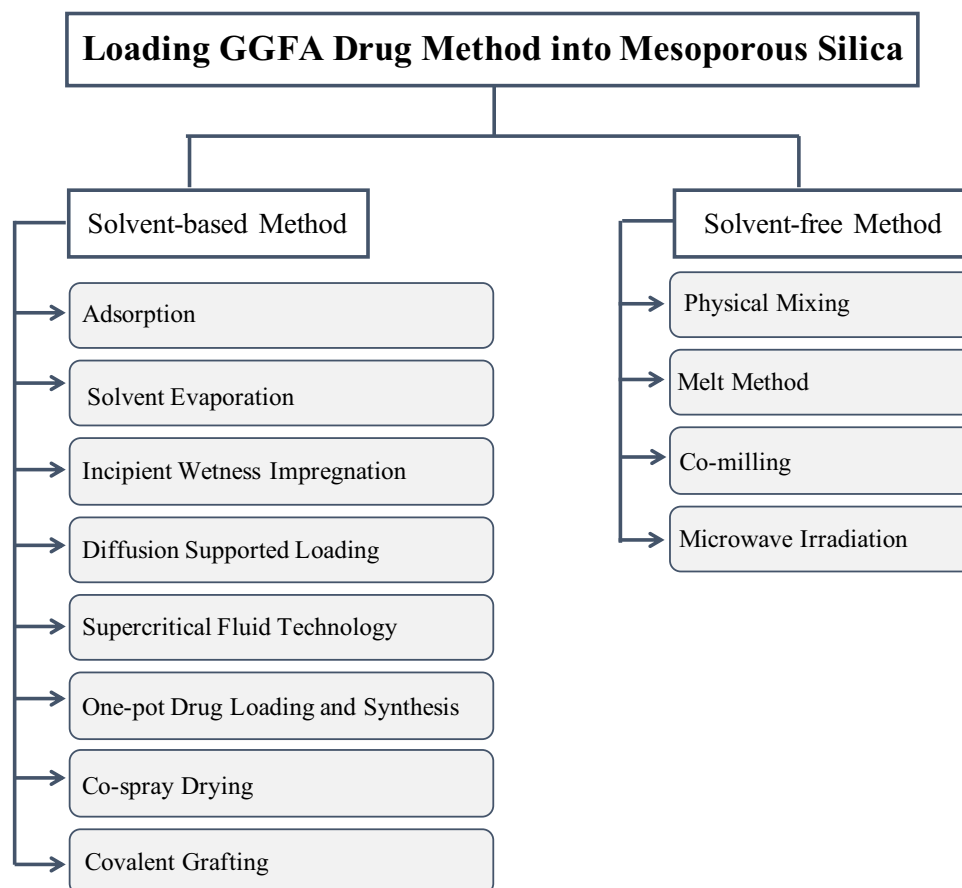 Loading GGFA Drug Method into Mesoporous Silica
Solvent-based Method
Adsorption
Solvent Evaporation
Incipient Wetness Impregnation
Diffusion Supported Loading
Supercritical Fluid Technology
One-pot Drug Loading and Synthesis
Co-spray Drying
Covalent Grafting
Solvent-free Method
Physical Mixing
Melt Method
Co-milling
Microwave Irradiation